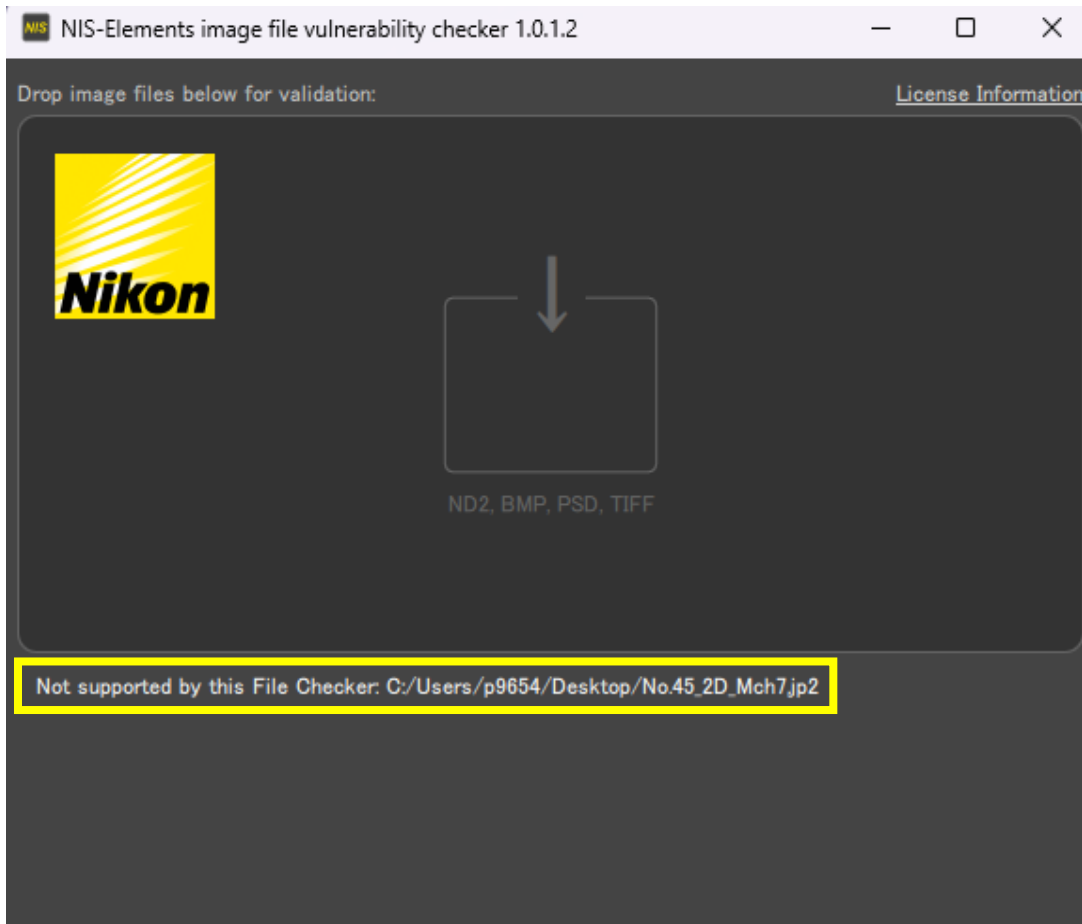 NIS
NIS-Elements image file vulnerability checker 1.0.1.2
Drop image files below for validation:
License Information
Nikon
ND2, BMP, PSD, TIFF
Not supported by this File Checker: C:/Users/p9654/Desktop/No.45_2D_Mch7.jp2